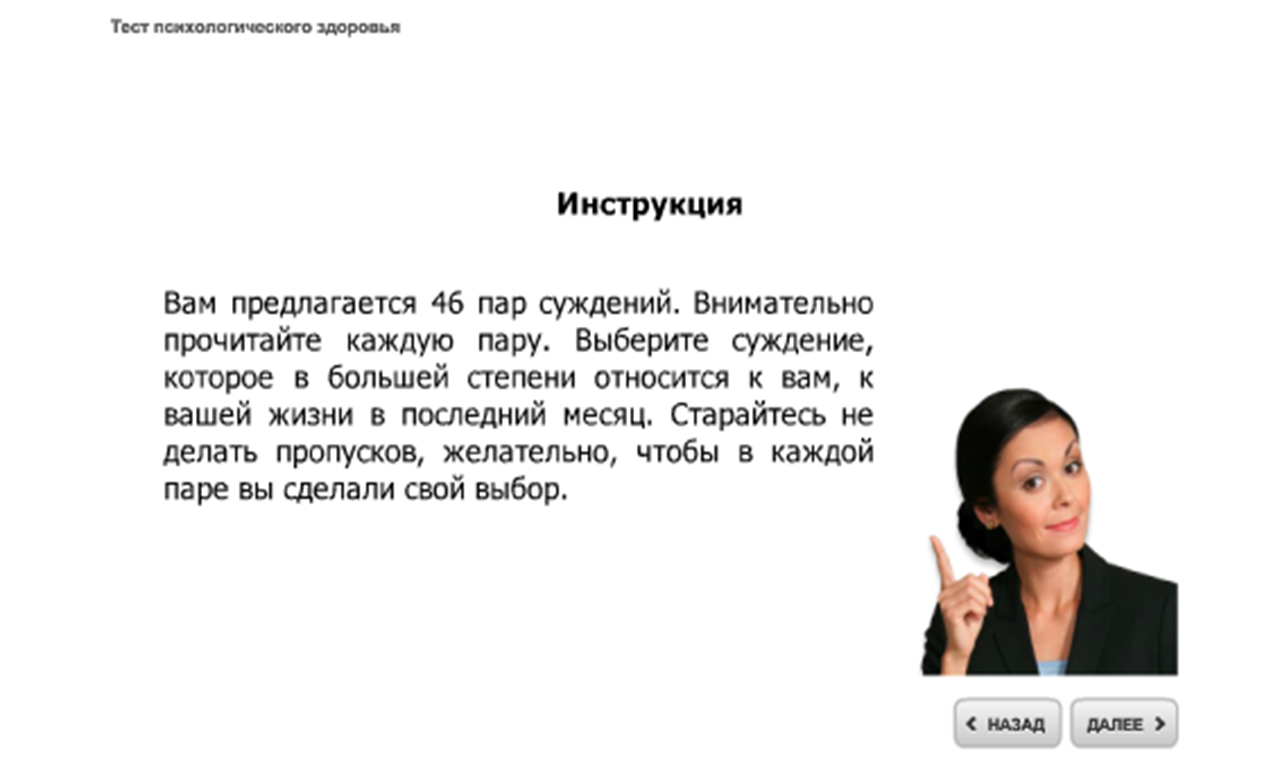 Тест психологического здоровья
Инструкция
Вам предлагается 46 пар суждений. Внимательно
прочитайте каждую пару. Выберите суждение,
которое в большей степени относится к вам, к
вашей жизни в последний месяц. Старайтесь не
делать пропусков, желательно, чтобы в каждой
паре вы сделали свой выбор.
НАЗАД
ДАЛЕЕ